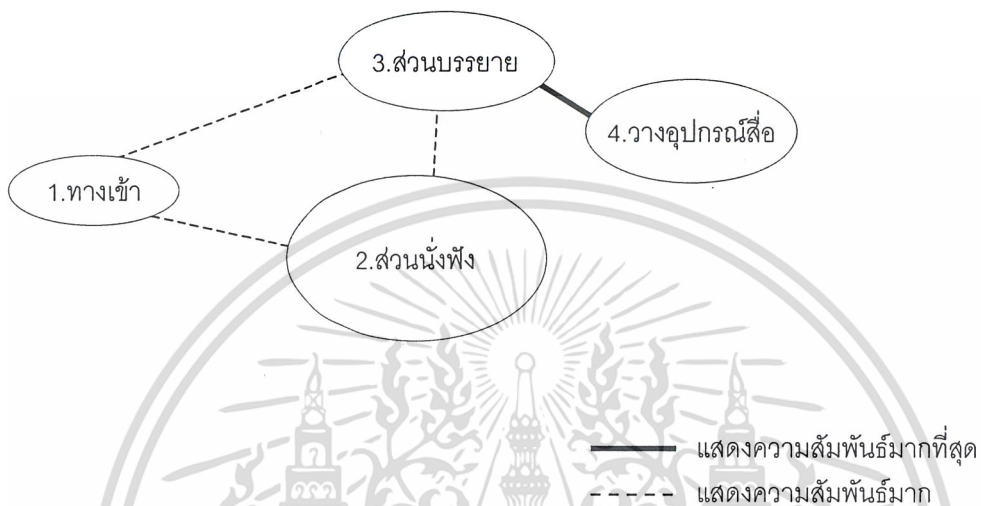 3.ส่วนบรรยาย
4.วางอุปกรณ์สื่อ
1.ทางเข้า
2.ส่วนนั่งฟัง
แสดงความสัมพันธ์มากที่สุด
แสดงความสัมพันธ์มาก